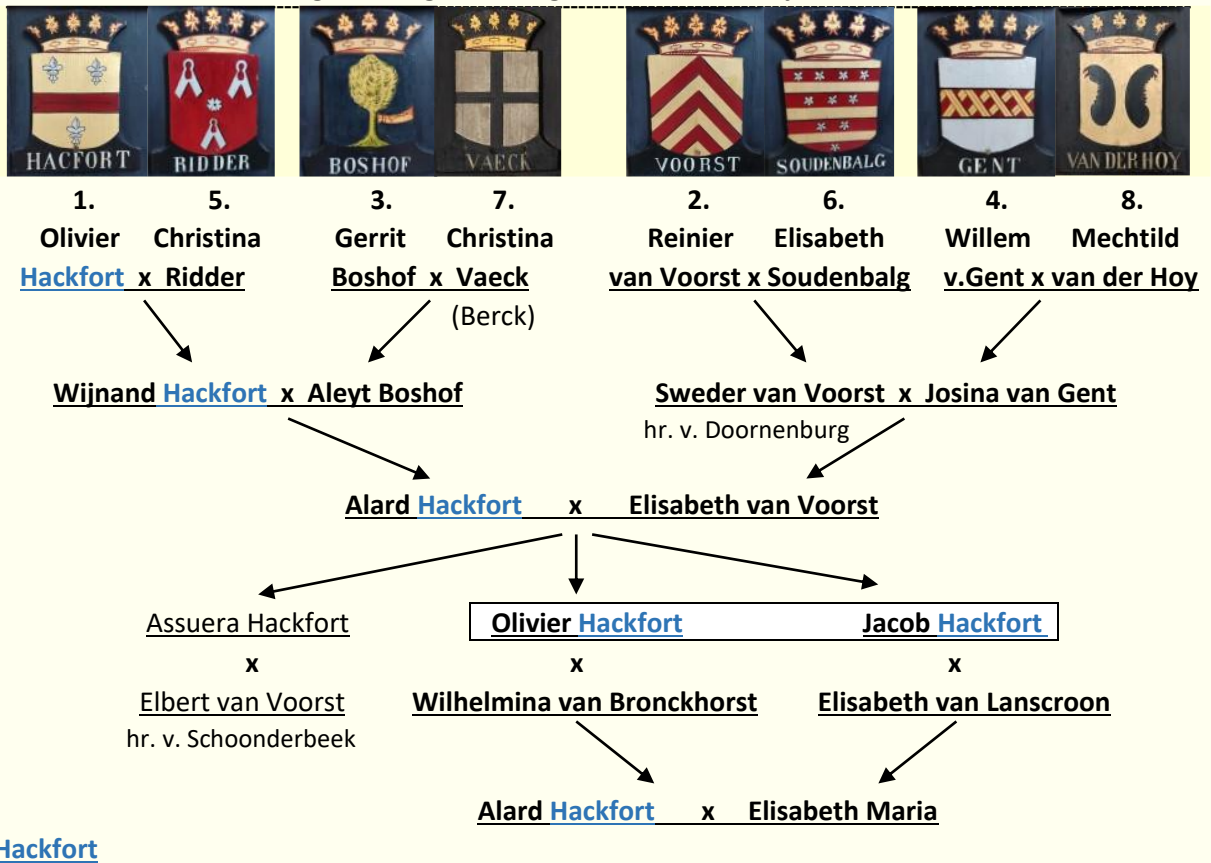 HACFORT RIDDER BOSHOF VAECK VOORST SOUDENBALG GENT VAN DER HOY
1. 5. 3. 7. 2. 6. 4. 8.
Olivier Christina Gerrit Christina Reinier Elisabeth Willem Mechtild
Hackfort x Ridder Boshof x Vaeck van Voorst x Soudenbalg v.Gent x van der Hoy
(Berck)
Wijnand Hackfort x Aleyt Boshof Sweder van Voorst x Josina van Gent
hr. v. Doornenburg
Alard Hackfort x Elisabeth van Voorst
Assuera Hackfort Olivier Hackfort Jacob Hackfort
x x x
Elbert van Voorst Wilhelmina van Bronckhorst Elisabeth van Lanscroon
hr. v. Schoonderbeek
Alard Hackfort x Elisabeth Maria
Hackfort